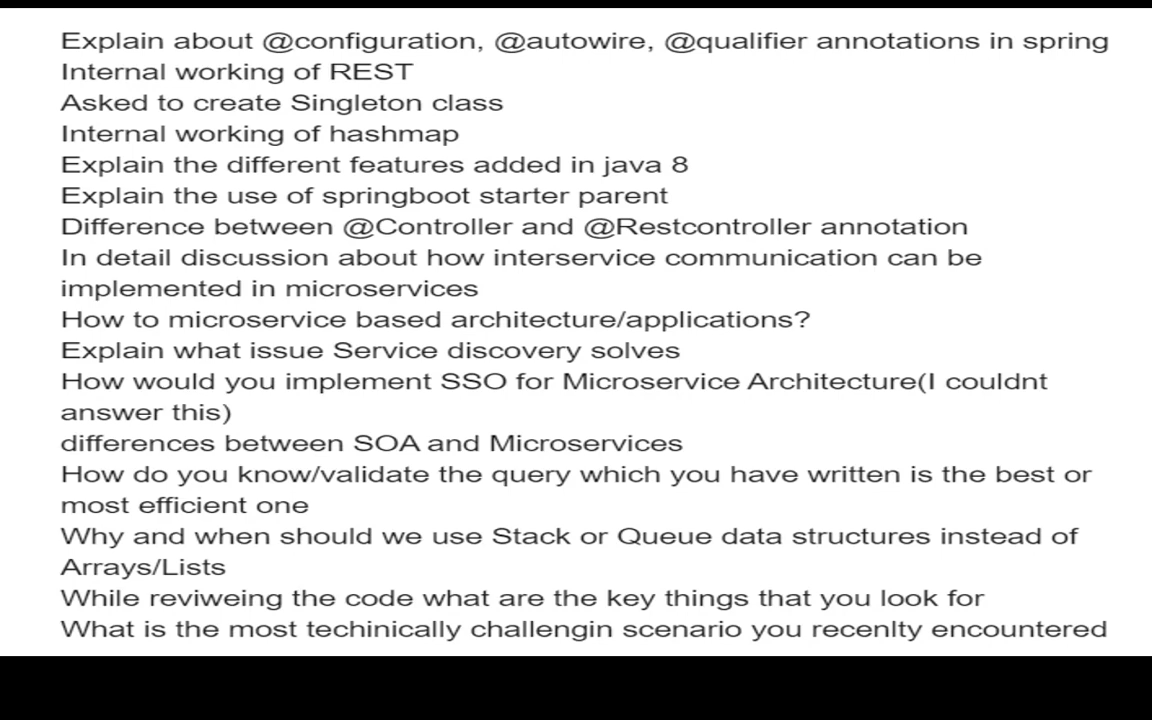 Explain about @configuration, @autowire, @qualifier annotations in spring
Internal working of REST
Asked to create Singleton class
Internal working of hashmap
Explain the different features added in java 8
Explain the use of springboot starter parent
Difference between @Controller and @Restcontroller annotation
In detail discussion about how interservice communication can be
implemented in microservices
How to microservice based architecture/applications?
Explain what issue Service discovery solves
How would you implement SSO for Microservice Architecture(I couldnt
answer this)
differences between SOA and Microservices
How do you know/validate the query which you have written is the best or
most efficient one
Why and when should we use Stack or Queue data structures instead of
Arrays/Lists
While reviweing the code what are the key things that you look for
What is the most techinically challengin scenario you recenlty encountered